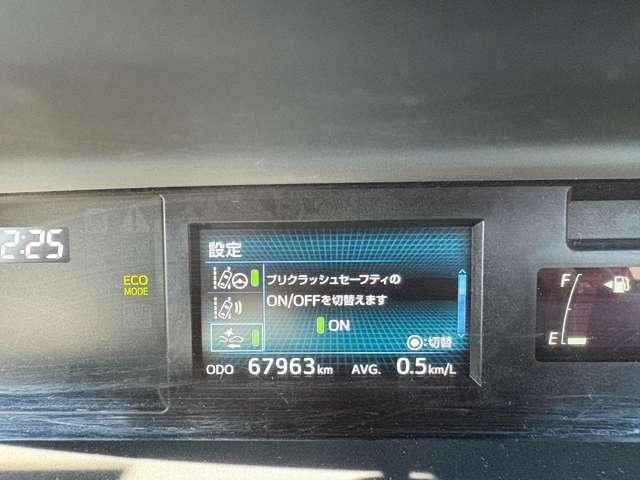 2:25
ECO
MODE
設定
プリクラッシュセーフティの
ON/OFFを切替えます
ON
:切替
ODO 67963 km AVG. 0.5 km/L
F
E